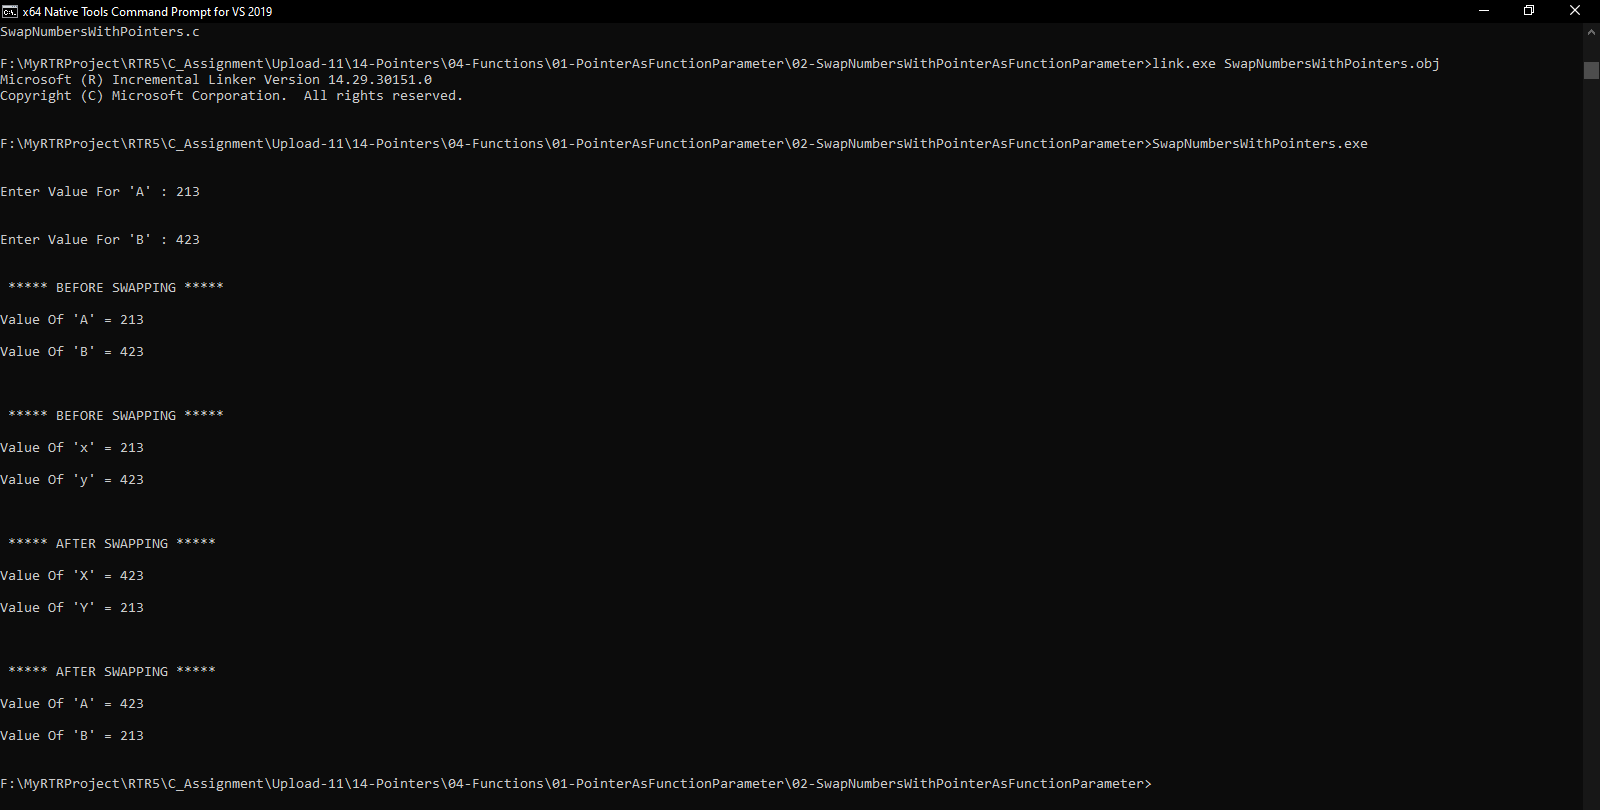 x64 Native Tools Command Prompt for VS 2019
SwapNumbersWithPointers.c
F:\MyRTRProject\RTR5\C_Assignment\Upload-11\14-Pointers\04-Functions\01-PointerAsFunctionParameter\02-SwapNumbersWithPointerAsFunctionParameter>link.exe SwapNumbersWithPointers.obj
Microsoft (R) Incremental Linker Version 14.29.30151.0
Copyright (C) Microsoft Corporation.  All rights reserved.
F:\MyRTRProject\RTR5\C_Assignment\Upload-11\14-Pointers\04-Functions\01-PointerAsFunctionParameter\02-SwapNumbersWithPointerAsFunctionParameter>SwapNumbersWithPointers.exe
Enter Value For 'A' : 213
Enter Value For 'B' : 423
***** BEFORE SWAPPING *****
Value Of 'A' = 213
Value Of 'B' = 423
***** BEFORE SWAPPING *****
Value Of 'x' = 213
Value Of 'y' = 423
***** AFTER SWAPPING *****
Value Of 'X' = 423
Value Of 'Y' = 213
***** AFTER SWAPPING *****
Value Of 'A' = 423
Value Of 'B' = 213
F:\MyRTRProject\RTR5\C_Assignment\Upload-11\14-Pointers\04-Functions\01-PointerAsFunctionParameter\02-SwapNumbersWithPointerAsFunctionParameter>